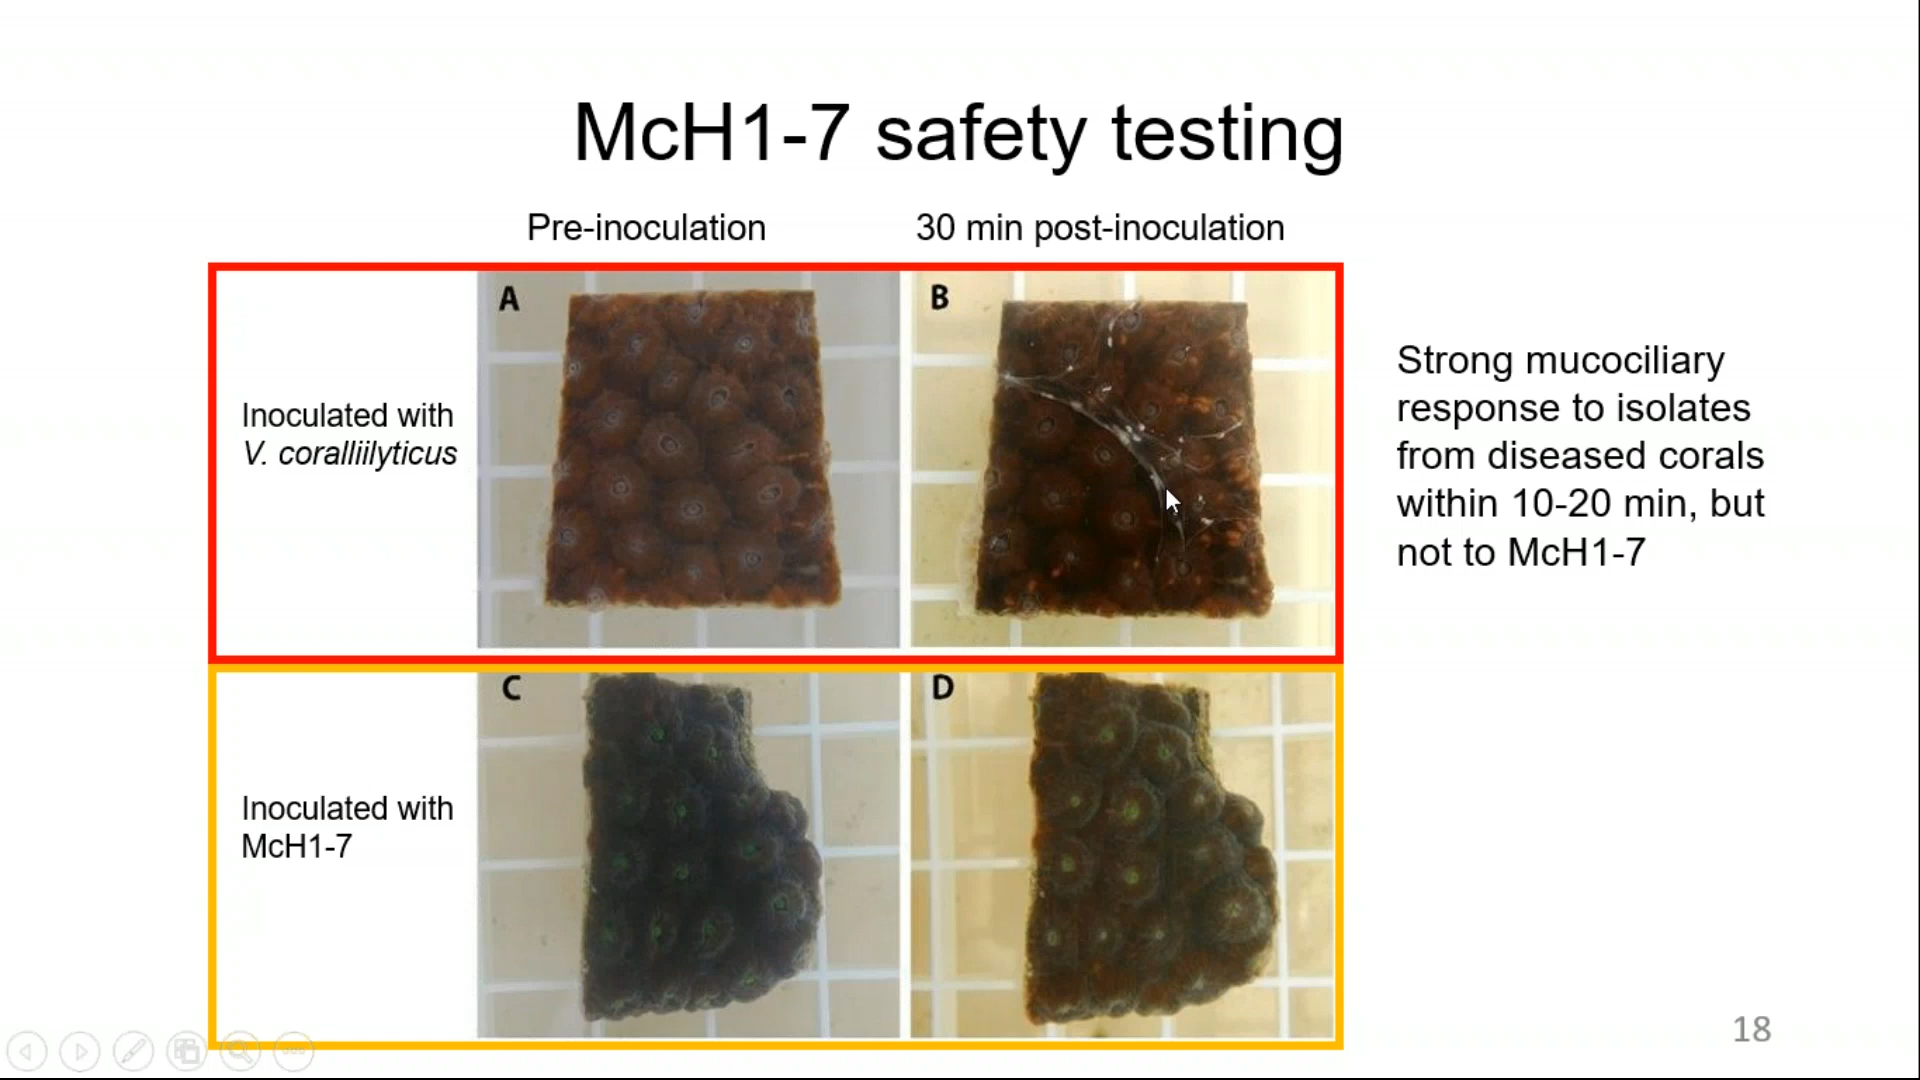 McH1-7 safety testing
Pre-inoculation
30 min post-inoculation
A
B
Inoculated with
V. coralliilyticus
Strong mucociliary
response to isolates
from diseased corals
within 10-20 min, but
not to McH1-7
C
D
Inoculated with
McH1-7
18